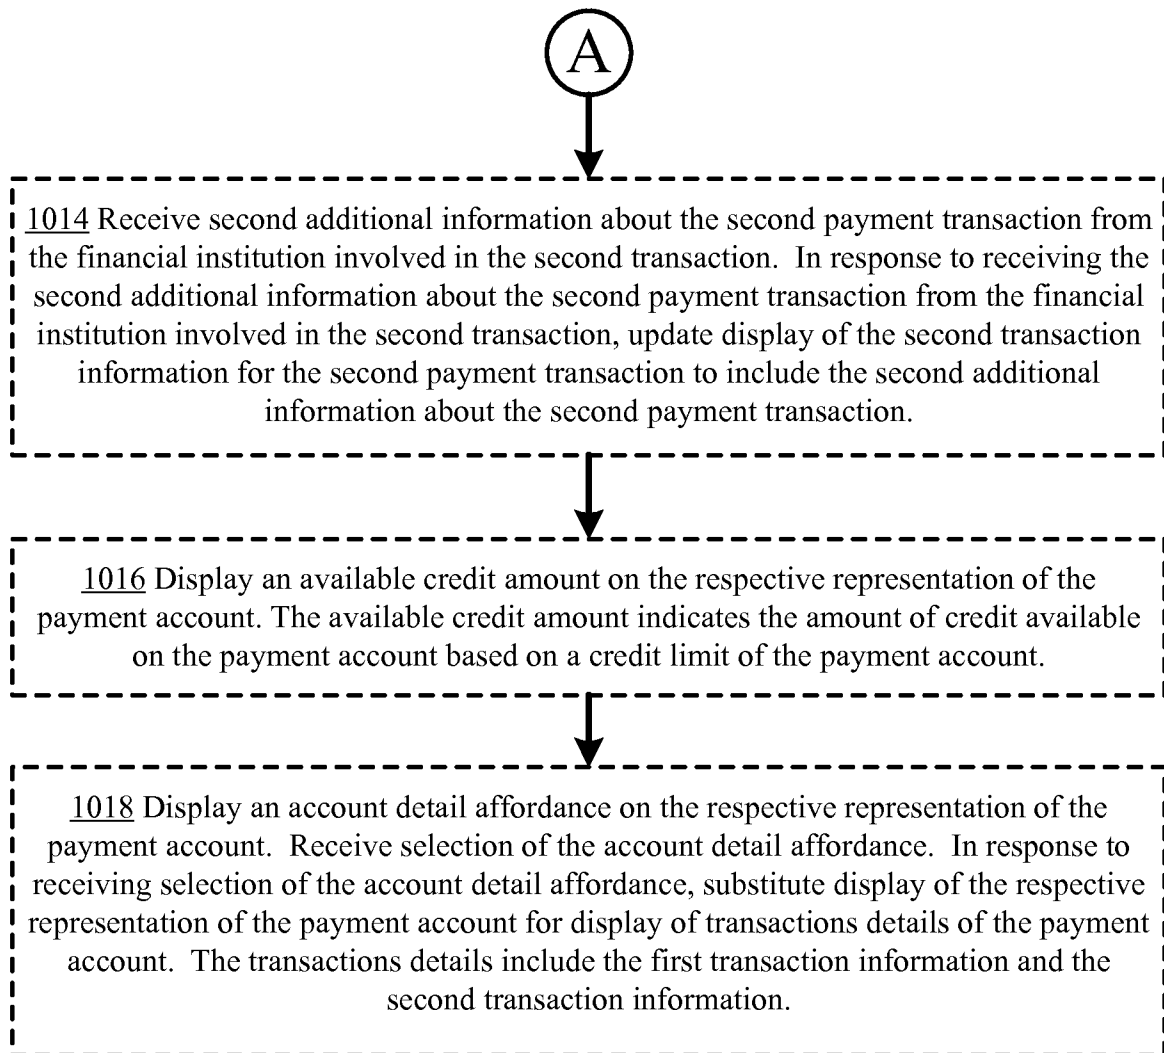 A
1014 Receive second additional information about the second payment transaction from
the financial institution involved in the second transaction.  In response to receiving the
second additional information about the second payment transaction from the financial
institution involved in the second transaction, update display of the second transaction
information for the second payment transaction to include the second additional
information about the second payment transaction.
1016 Display an available credit amount on the respective representation of the
payment account. The available credit amount indicates the amount of credit available
on the payment account based on a credit limit of the payment account.
1018 Display an account detail affordance on the respective representation of the
payment account.  Receive selection of the account detail affordance.  In response to
receiving selection of the account detail affordance, substitute display of the respective
representation of the payment account for display of transactions details of the payment
account.  The transactions details include the first transaction information and the
second transaction information.